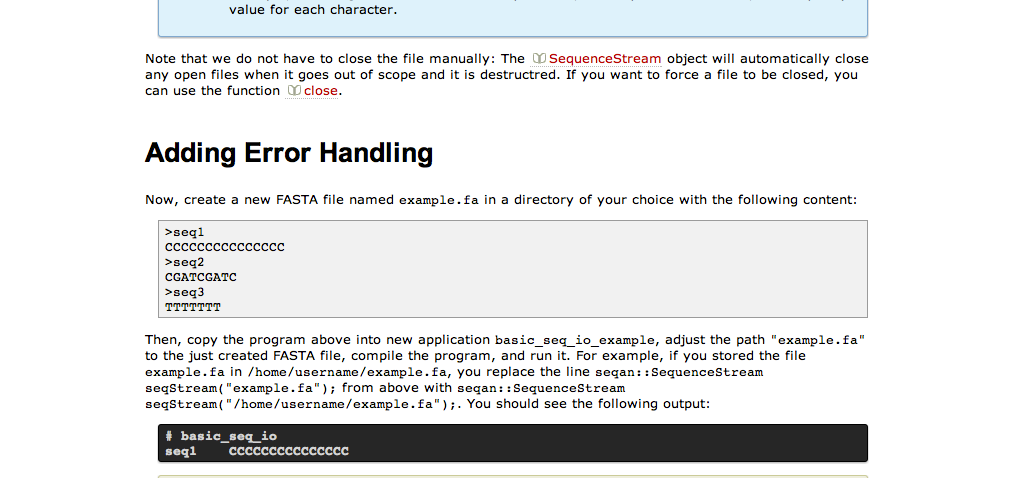 value for each character.
Note that we do not have to close the file manually: The SequenceStream object will automatically close
any open files when it goes out of scope and it is destructred. If you want to force a file to be closed, you
can use the function close.
Adding Error Handling
Now, create a new FASTA file named example.fa in a directory of your choice with the following content:
>seq1
CCCCCCCCCCCCCCC
>seq2
CGATCGATC
>seq3
TTTTTTT
Then, copy the program above into new application basic_seq_io_example, adjust the path "example.fa"
to the just created FASTA file, compile the program, and run it. For example, if you stored the file
example.fa in /home/username/example.fa, you replace the line seqan::SequenceStream
seqStream("example.fa"); from above with seqan::SequenceStream
seqStream("/home/username/example.fa");. You should see the following output:
# basic_seq_io
seq1    CCCCCCCCCCCCCCC